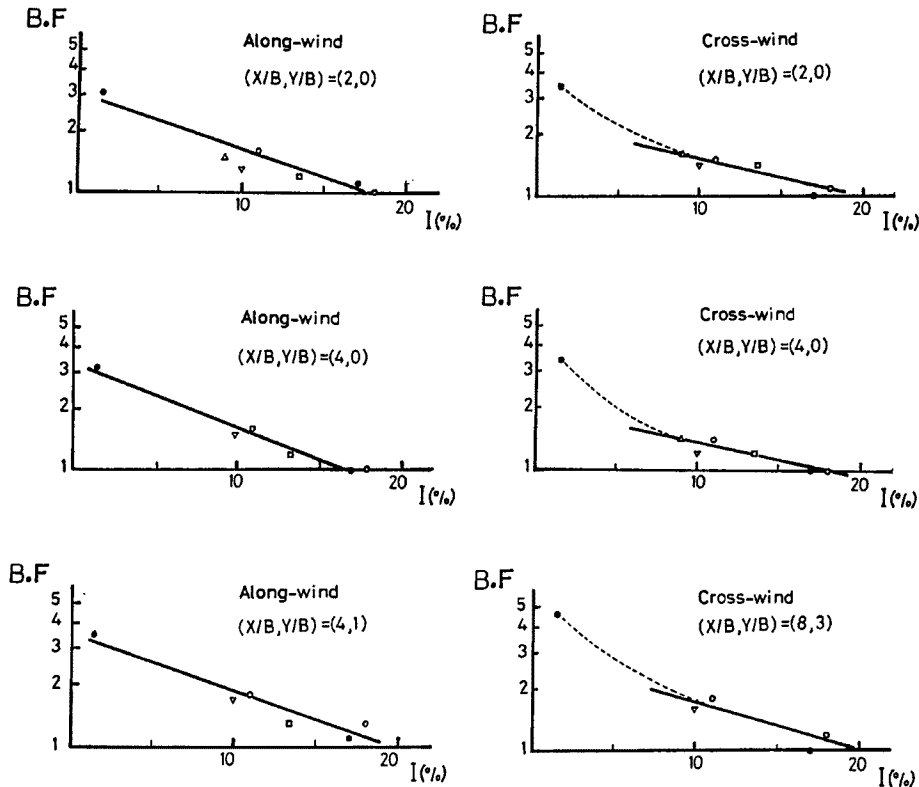 B.F
Along-wind
(X/B,Y/B)=(2,0)
5
4
3
2
1
10
20
I(%)
B.F
Cross-wind
(X/B,Y/B)=(2,0)
5
4
3
2
1
10
20
I(%)
B.F
Along-wind
(X/B,Y/B)=(4,0)
5
4
3
2
1
10
20
I(%)
B.F
Cross-wind
(X/B,Y/B)=(4,0)
5
4
3
2
1
10
20
I(%)
B.F
Along-wind
(X/B,Y/B)=(4,1)
5
4
3
2
1
10
20
I(%)
B.F
Cross-wind
(X/B,Y/B)=(8,3)
5
4
3
2
1
10
20
I(%)